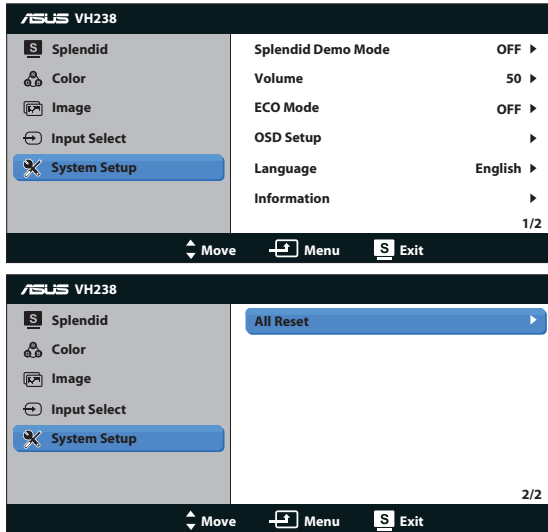 ASUS VH238
S Splendid
Color
Image
Input Select
System Setup
Splendid Demo Mode OFF
Volume 50
ECO Mode OFF
OSD Setup
Language English
Information
1/2
Move Menu S Exit
ASUS VH238
S Splendid
Color
Image
Input Select
System Setup
All Reset
2/2
Move Menu S Exit